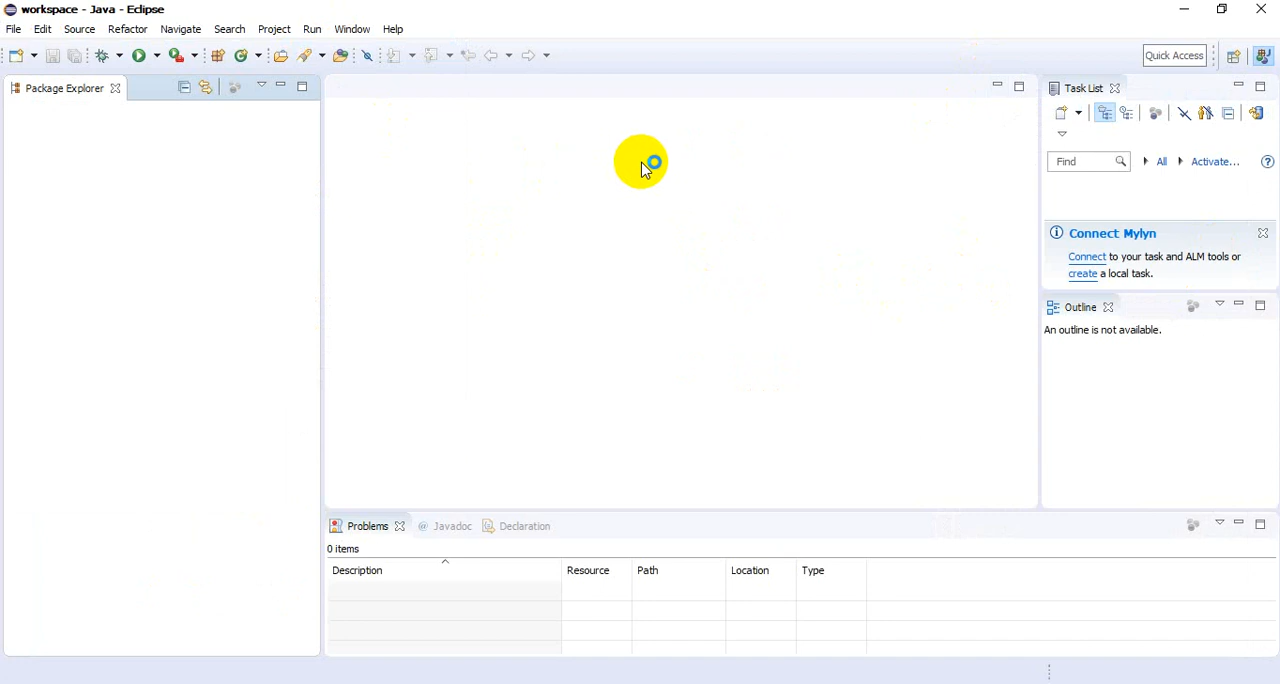 workspace - Java - Eclipse
File Edit Source Refactor Navigate Search Project Run Window Help
Quick Access
Package Explorer
Task List
Find All Activate...
Connect Mylyn
Connect to your task and ALM tools or
create a local task.
Outline
An outline is not available.
Problems @ Javadoc Declaration
0 items
Description Resource Path Location Type